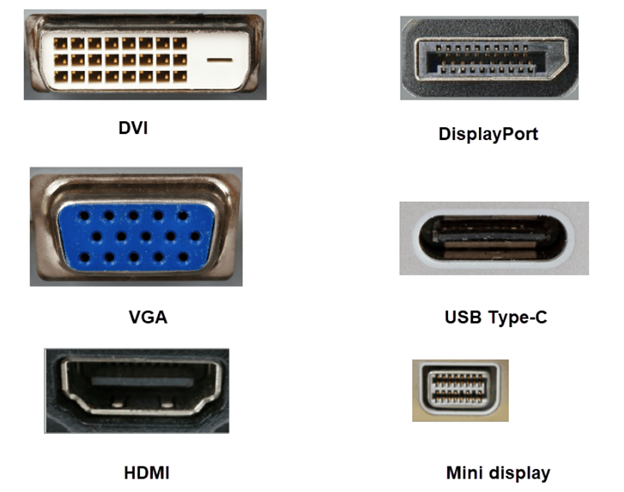 DVI
DisplayPort
VGA
USB Type-C
HDMI
Mini display